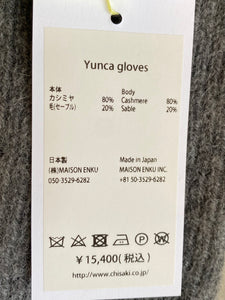 Yunca gloves
本体
カシミヤ 80%
毛(セーブル) 20%
Body
Cashmere 80%
Sable 20%
日本製
(株)MAISON ENKU
050-3529-6282
Made in Japan
MAISON ENKU INC.
+81 50-3529-6282
￥15,400(税込)
http://www.chisaki.co.jp/